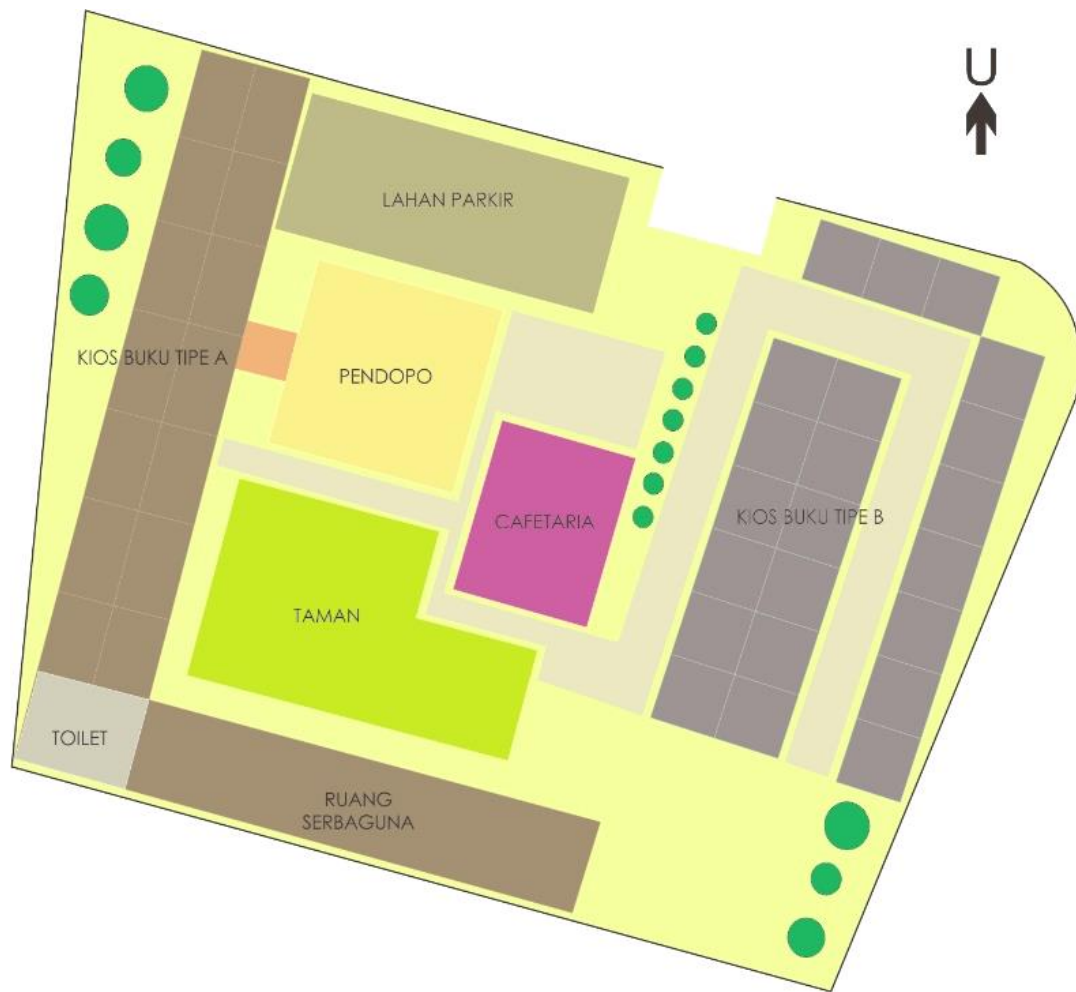 U
LAHAN PARKIR
KIOS BUKU TIPE A
PENDOPO
CAFETARIA
KIOS BUKU TIPE B
TAMAN
TOILET
RUANG
SERBAGUNA